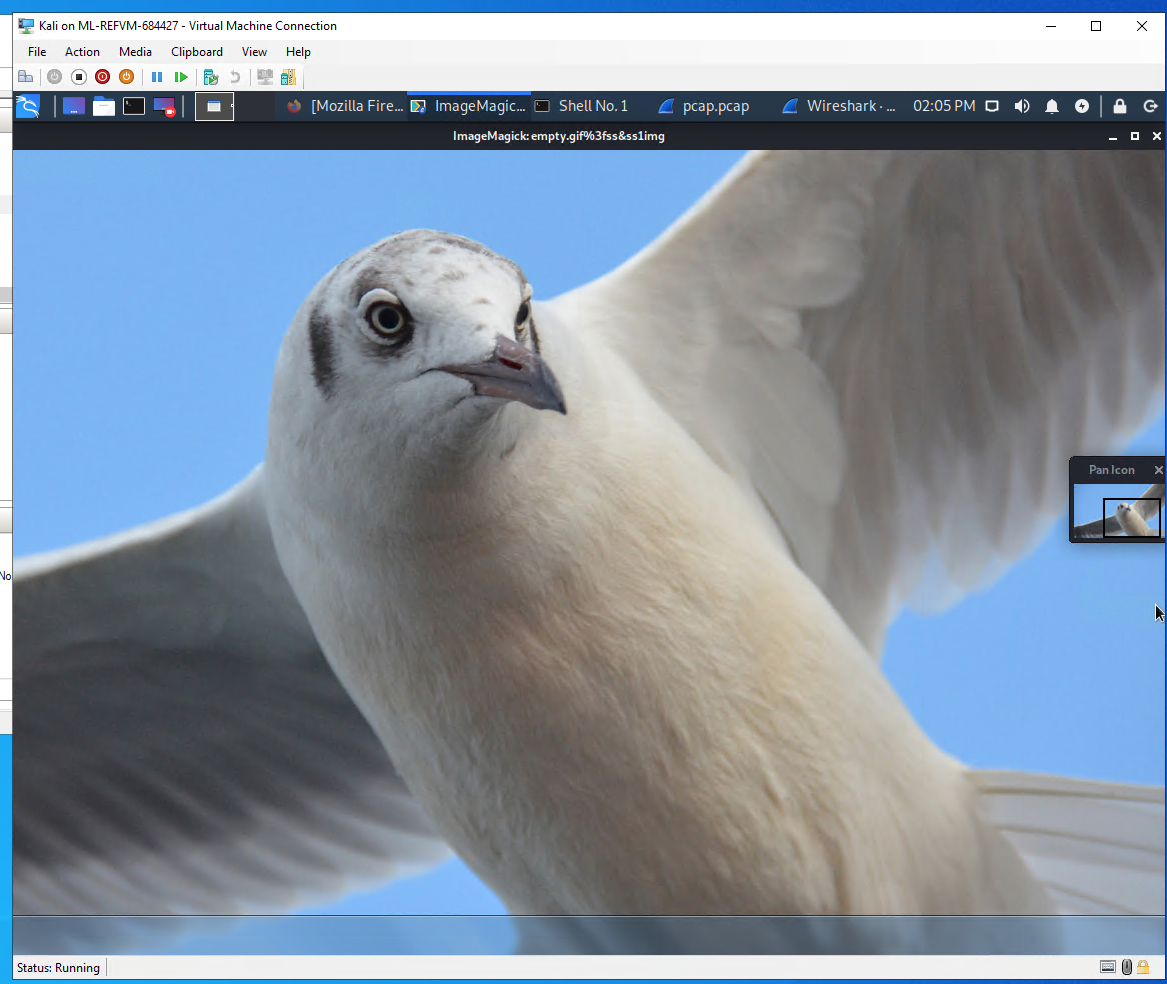 Kali on ML-REFVM-684427 - Virtual Machine Connection
File Action Media Clipboard View Help
[Mozilla Fire... ImageMagic... Shell No. 1 pcap.pcap Wireshark · ... 02:05 PM
ImageMagick: empty.gif%3fss&ss1img
Pan Icon
No
Status: Running